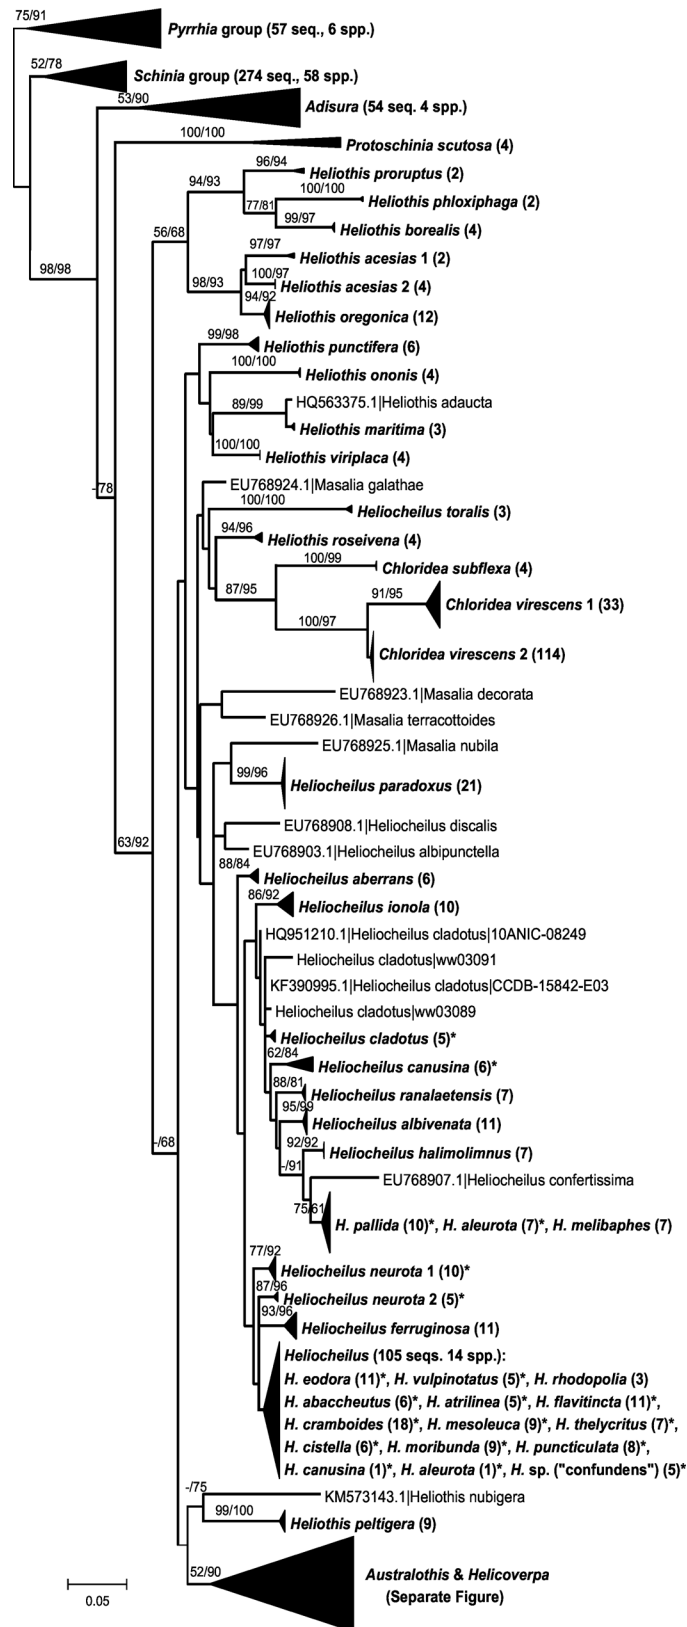 75/91
Pyrrhia group (57 seq., 6 spp.)
52/78
Schinia group (274 seq., 58 spp.)
53/90
Adisura (54 seq. 4 spp.)
100/100
Protoschinia scutosa (4)
96/94
Heliothis proruptus (2)
94/93
100/100
Heliothis phloxiphaga (2)
77/81
99/97
Heliothis borealis (4)
56/68
97/97
Heliothis acesias 1 (2)
98/98
98/93
100/97
Heliothis acesias 2 (4)
94/92
Heliothis oregonica (12)
99/98
Heliothis punctifera (6)
100/100
Heliothis ononis (4)
89/99
HQ563375.1|Heliothis adaucta
Heliothis maritima (3)
100/100
Heliothis viriplaca (4)
-/78
EU768924.1|Masalia galathae
100/100
Heliocheilus toralis (3)
94/96
Heliothis roseivena (4)
100/99
Chloridea subflexa (4)
87/95
91/95
Chloridea virescens 1 (33)
100/97
Chloridea virescens 2 (114)
EU768923.1|Masalia decorata
EU768926.1|Masalia terracottoides
EU768925.1|Masalia nubila
99/96
Heliocheilus paradoxus (21)
EU768908.1|Heliocheilus discalis
63/92
EU768903.1|Heliocheilus albipunctella
88/84
Heliocheilus aberrans (6)
86/92
Heliocheilus ionola (10)
HQ951210.1|Heliocheilus cladotus|10ANIC-08249
Heliocheilus cladotus|ww03091
KF390995.1|Heliocheilus cladotus|CCDB-15842-E03
Heliocheilus cladotus|ww03089
Heliocheilus cladotus (5)*
62/84
Heliocheilus canusina (6)*
88/81
Heliocheilus ranalaetensis (7)
95/99
Heliocheilus albivenata (11)
-/68
92/92
Heliocheilus halimolimnus (7)
-/91
EU768907.1|Heliocheilus confertissima
75/61
H. pallida (10)*, H. aleurota (7)*, H. melibaphes (7)
77/92
Heliocheilus neurota 1 (10)*
87/96
Heliocheilus neurota 2 (5)*
93/96
Heliocheilus ferruginosa (11)
Heliocheilus (105 seqs. 14 spp.):
H. eodora (11)*, H. vulpinotatus (5)*, H. rhodopolia (3)
H. abaccheutus (6)*, H. atrilinea (5)*, H. flavitincta (11)*,
H. cramboides (18)*, H. mesoleuca (9)*, H. thelycritus (7)*,
H. cistella (6)*, H. moribunda (9)*, H. puncticulata (8)*,
H. canusina (1)*, H. aleurota (1)*, H. sp. ("confundens") (5)*
-/75
KM573143.1|Heliothis nubigera
99/100
Heliothis peltigera (9)
52/90
Australothis & Helicoverpa
(Separate Figure)
0.05